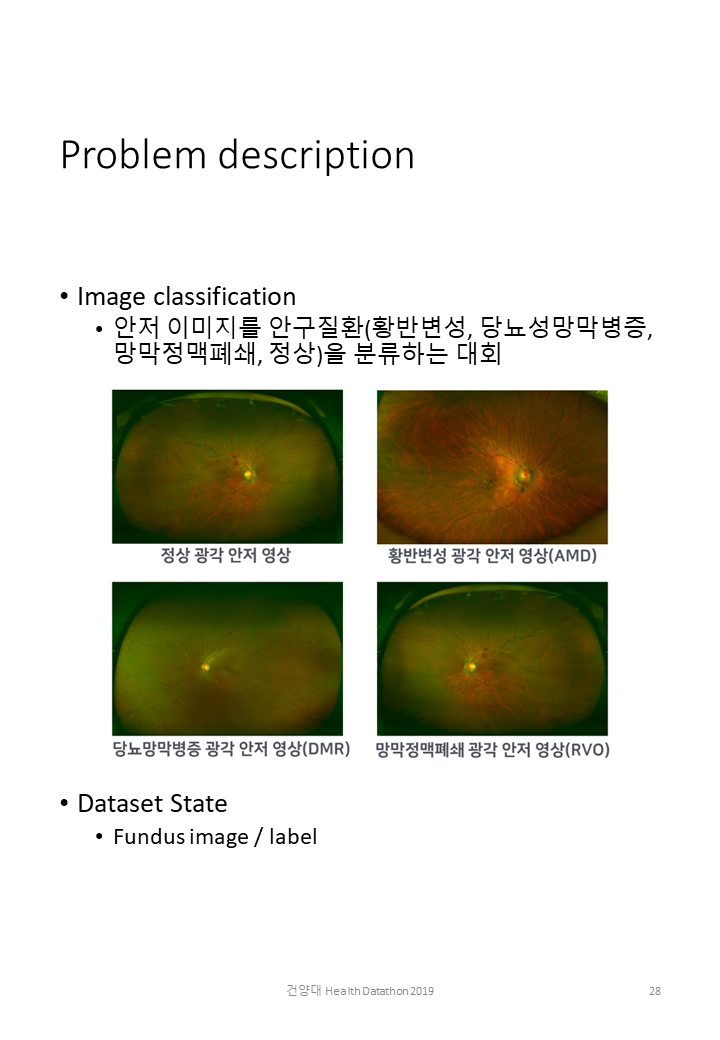 Problem description
• Image classification
• 안저 이미지를 안구질환(황반변성, 당뇨성망막병증,
망막정맥폐쇄, 정상)을 분류하는 대회
정상 광각 안저 영상
황반변성 광각 안저 영상(AMD)
당뇨망막병증 광각 안저 영상(DMR)
망막정맥폐쇄 광각 안저 영상(RVO)
• Dataset State
• Fundus image / label
건양대 Health Datathon 2019
28